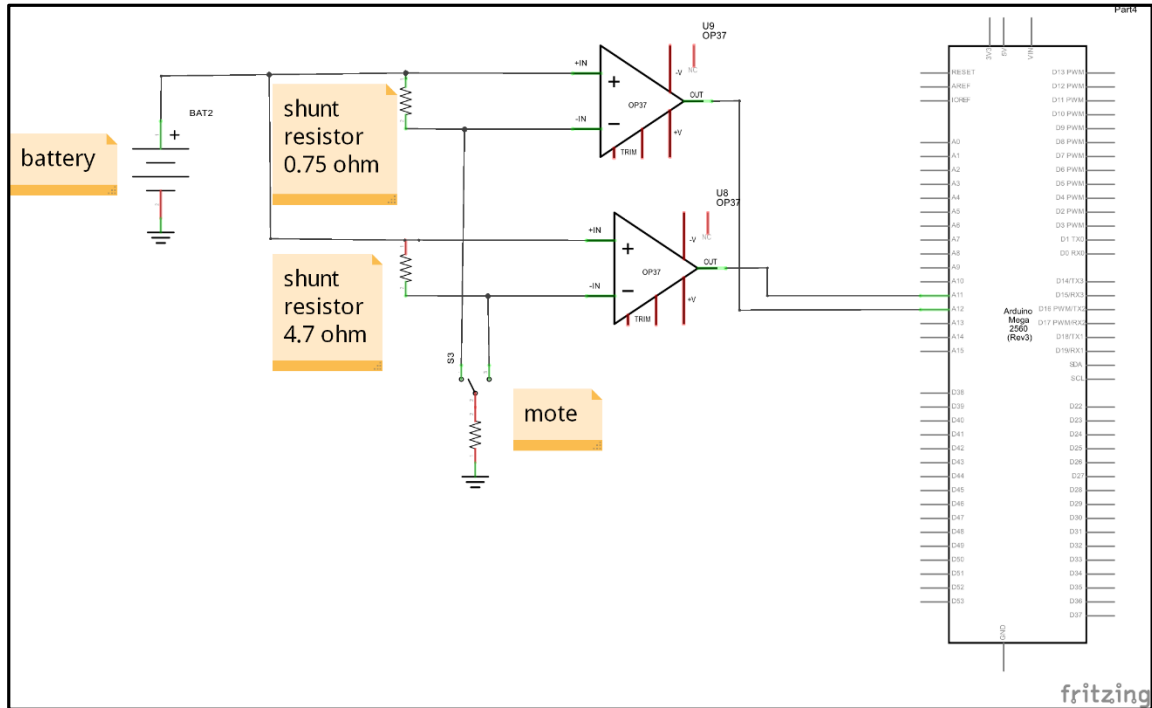 Part4
U9
OP37
3V3
5V
VIN
+IN
-V
NC
RESET
D13 PWM
AREF
D12 PWM
IOREF
D11 PWM
shunt
resistor
0.75 ohm
BAT2
+
battery
+
OP37
OUT
-IN
−
+V
TRIM
D10 PWM
D9 PWM
A0
D8 PWM
A1
D7 PWM
A2
D6 PWM
A3
D5 PWM
A4
D4 PWM
A5
D2 PWM
A6
D3 PWM
A7
D1 TX0
A8
D0 RX0
A9
A10
D14/TX3
A11
D15/RX3
A12
D16 PWM/TX2
A13
D17 PWM/RX2
A14
D18/TX1
A15
D19/RX1
SDA
SCL
Arduino
Mega
2560
(Rev3)
U8
OP37
+IN
-V
NC
+
OP37
OUT
-IN
−
+V
TRIM
shunt
resistor
4.7 ohm
S3
mote
D38
D39
D22
D40
D23
D41
D24
D42
D25
D43
D26
D44
D27
D45
D28
D46
D29
D47
D30
D48
D31
D49
D32
D50
D33
D51
D34
D52
D35
D53
D36
D37
GND
fritzing